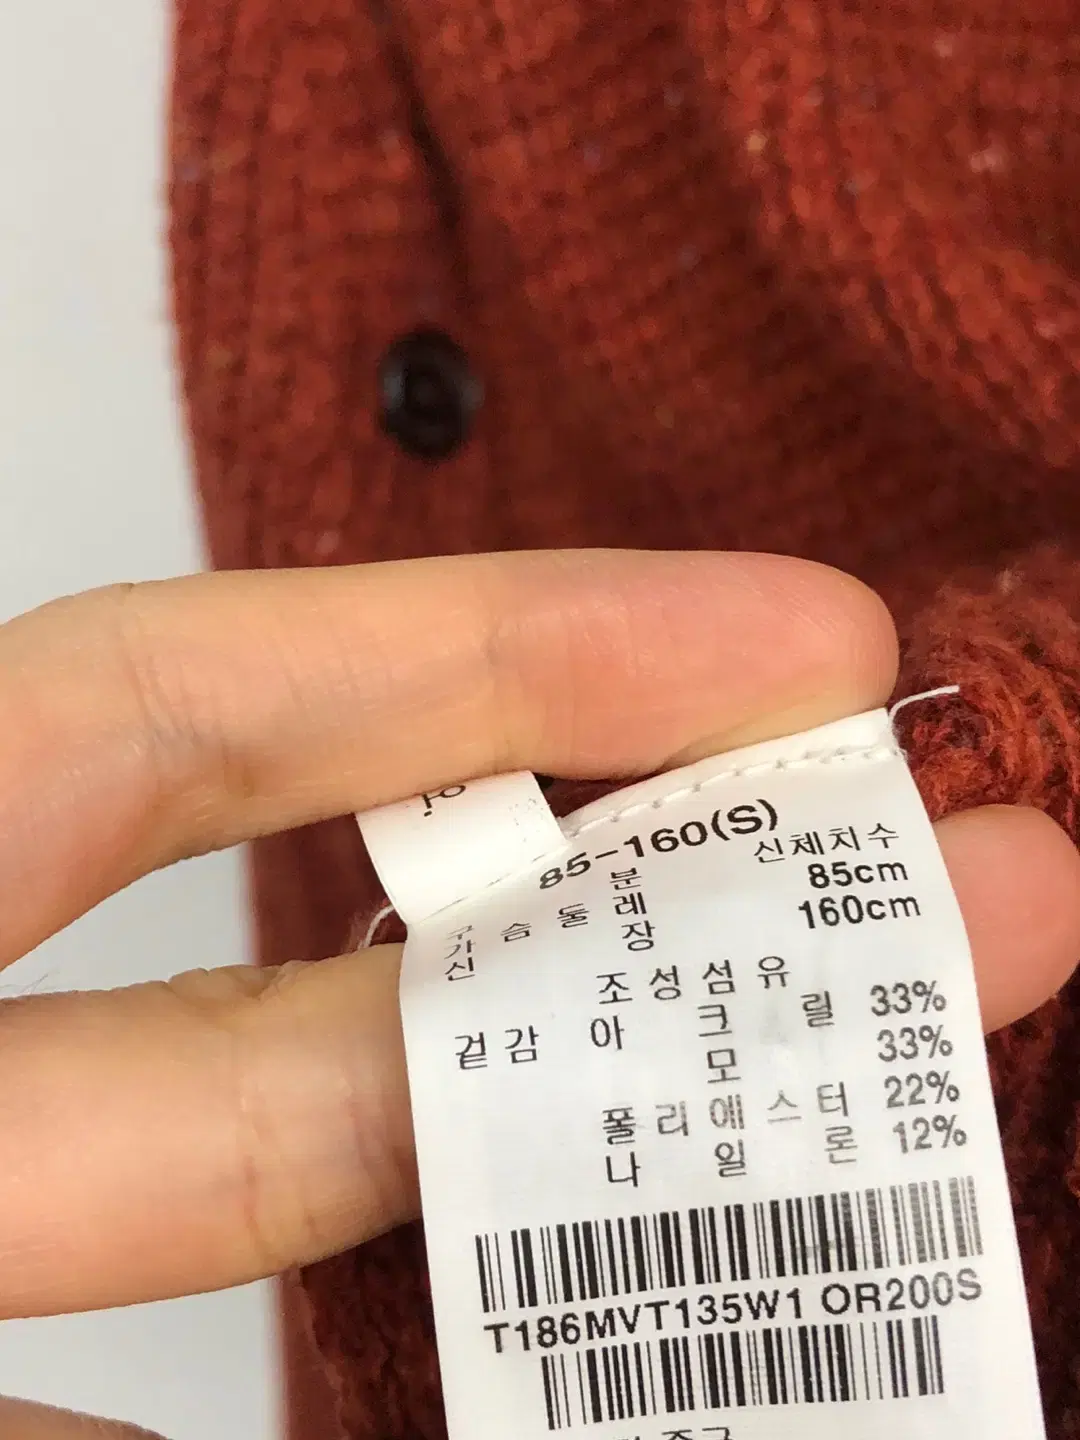 85-160(S)
구분 신체치수
가슴둘레 85cm
신장 160cm
조성섬유
겉감 아크릴 33%
모 33%
폴리에스터 22%
나일론 12%
T186MVT135W1 OR200S